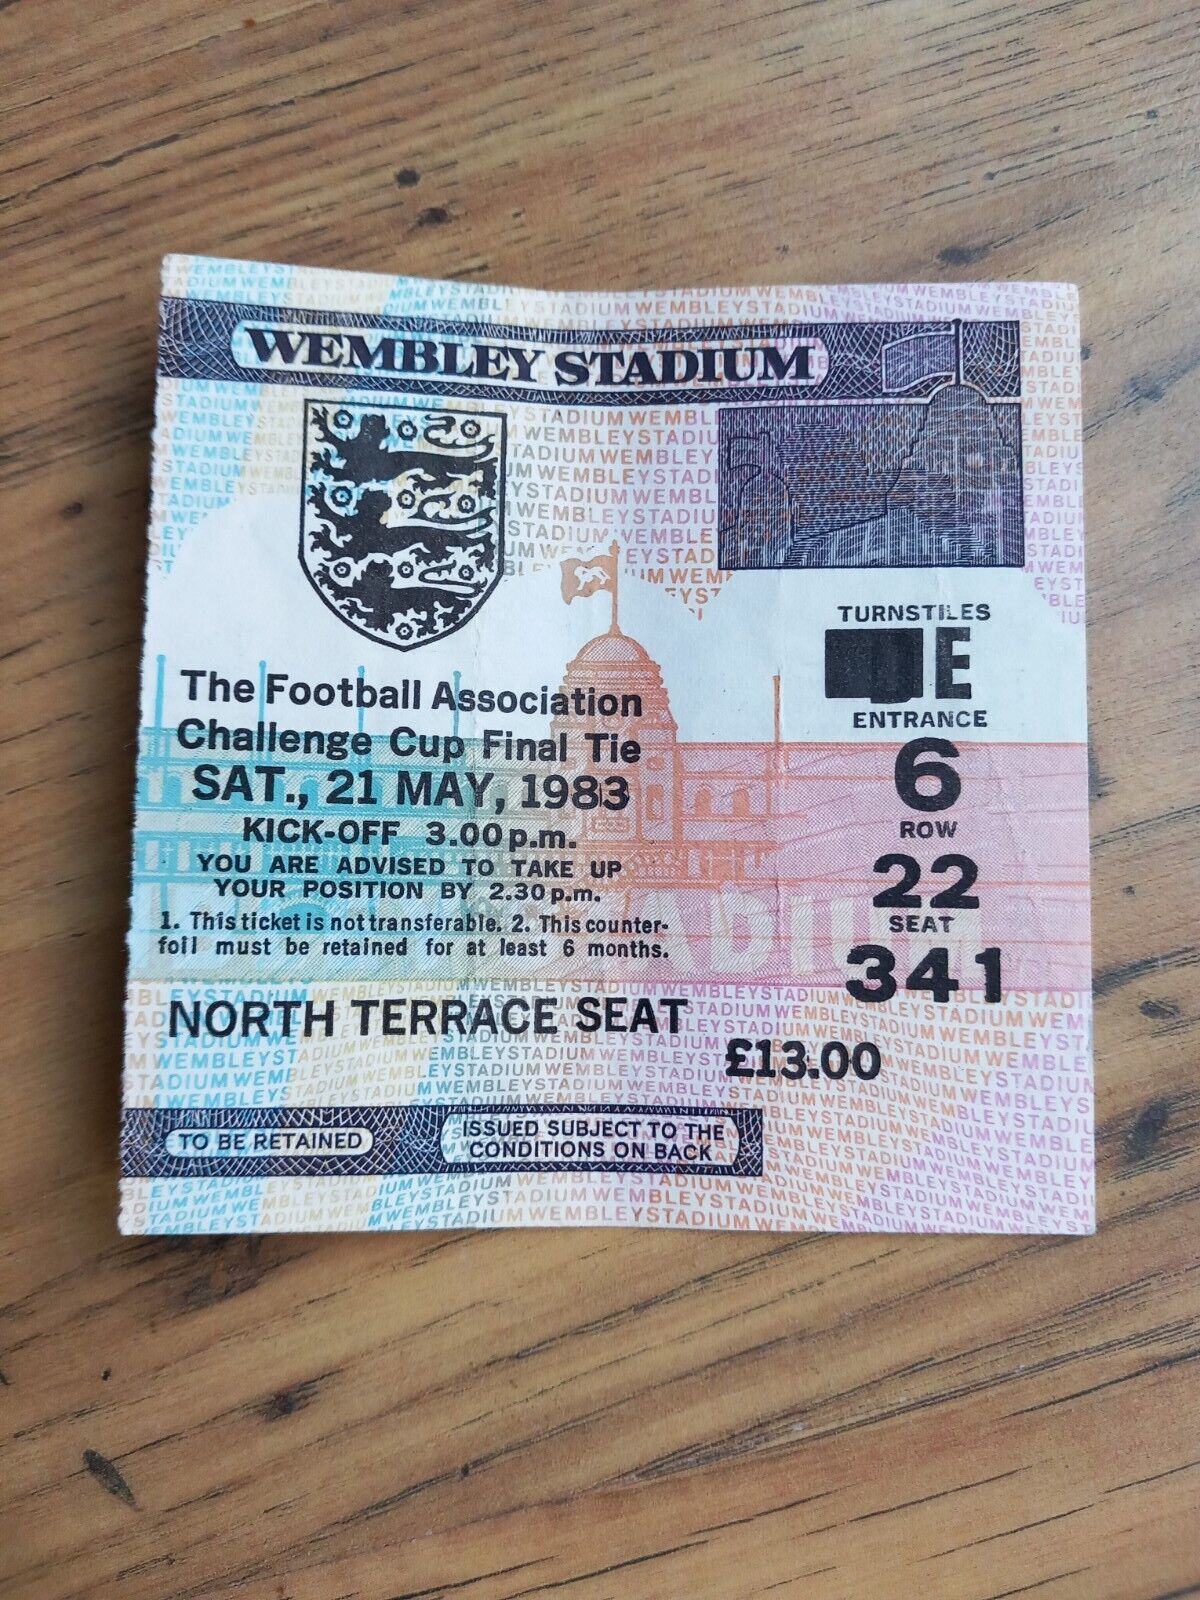 WEMBLEY STADIUM
The Football Association
Challenge Cup Final Tie
SAT., 21 MAY, 1983
KICK-OFF 3.00 p.m.
YOU ARE ADVISED TO TAKE UP
YOUR POSITION BY 2.30 p.m.
1. This ticket is not transferable. 2. This counter-
foil must be retained for at least 6 months.
NORTH TERRACE SEAT
£13.00
TURNSTILES
E
ENTRANCE
6
ROW
22
SEAT
341
TO BE RETAINED
ISSUED SUBJECT TO THE
CONDITIONS ON BACK